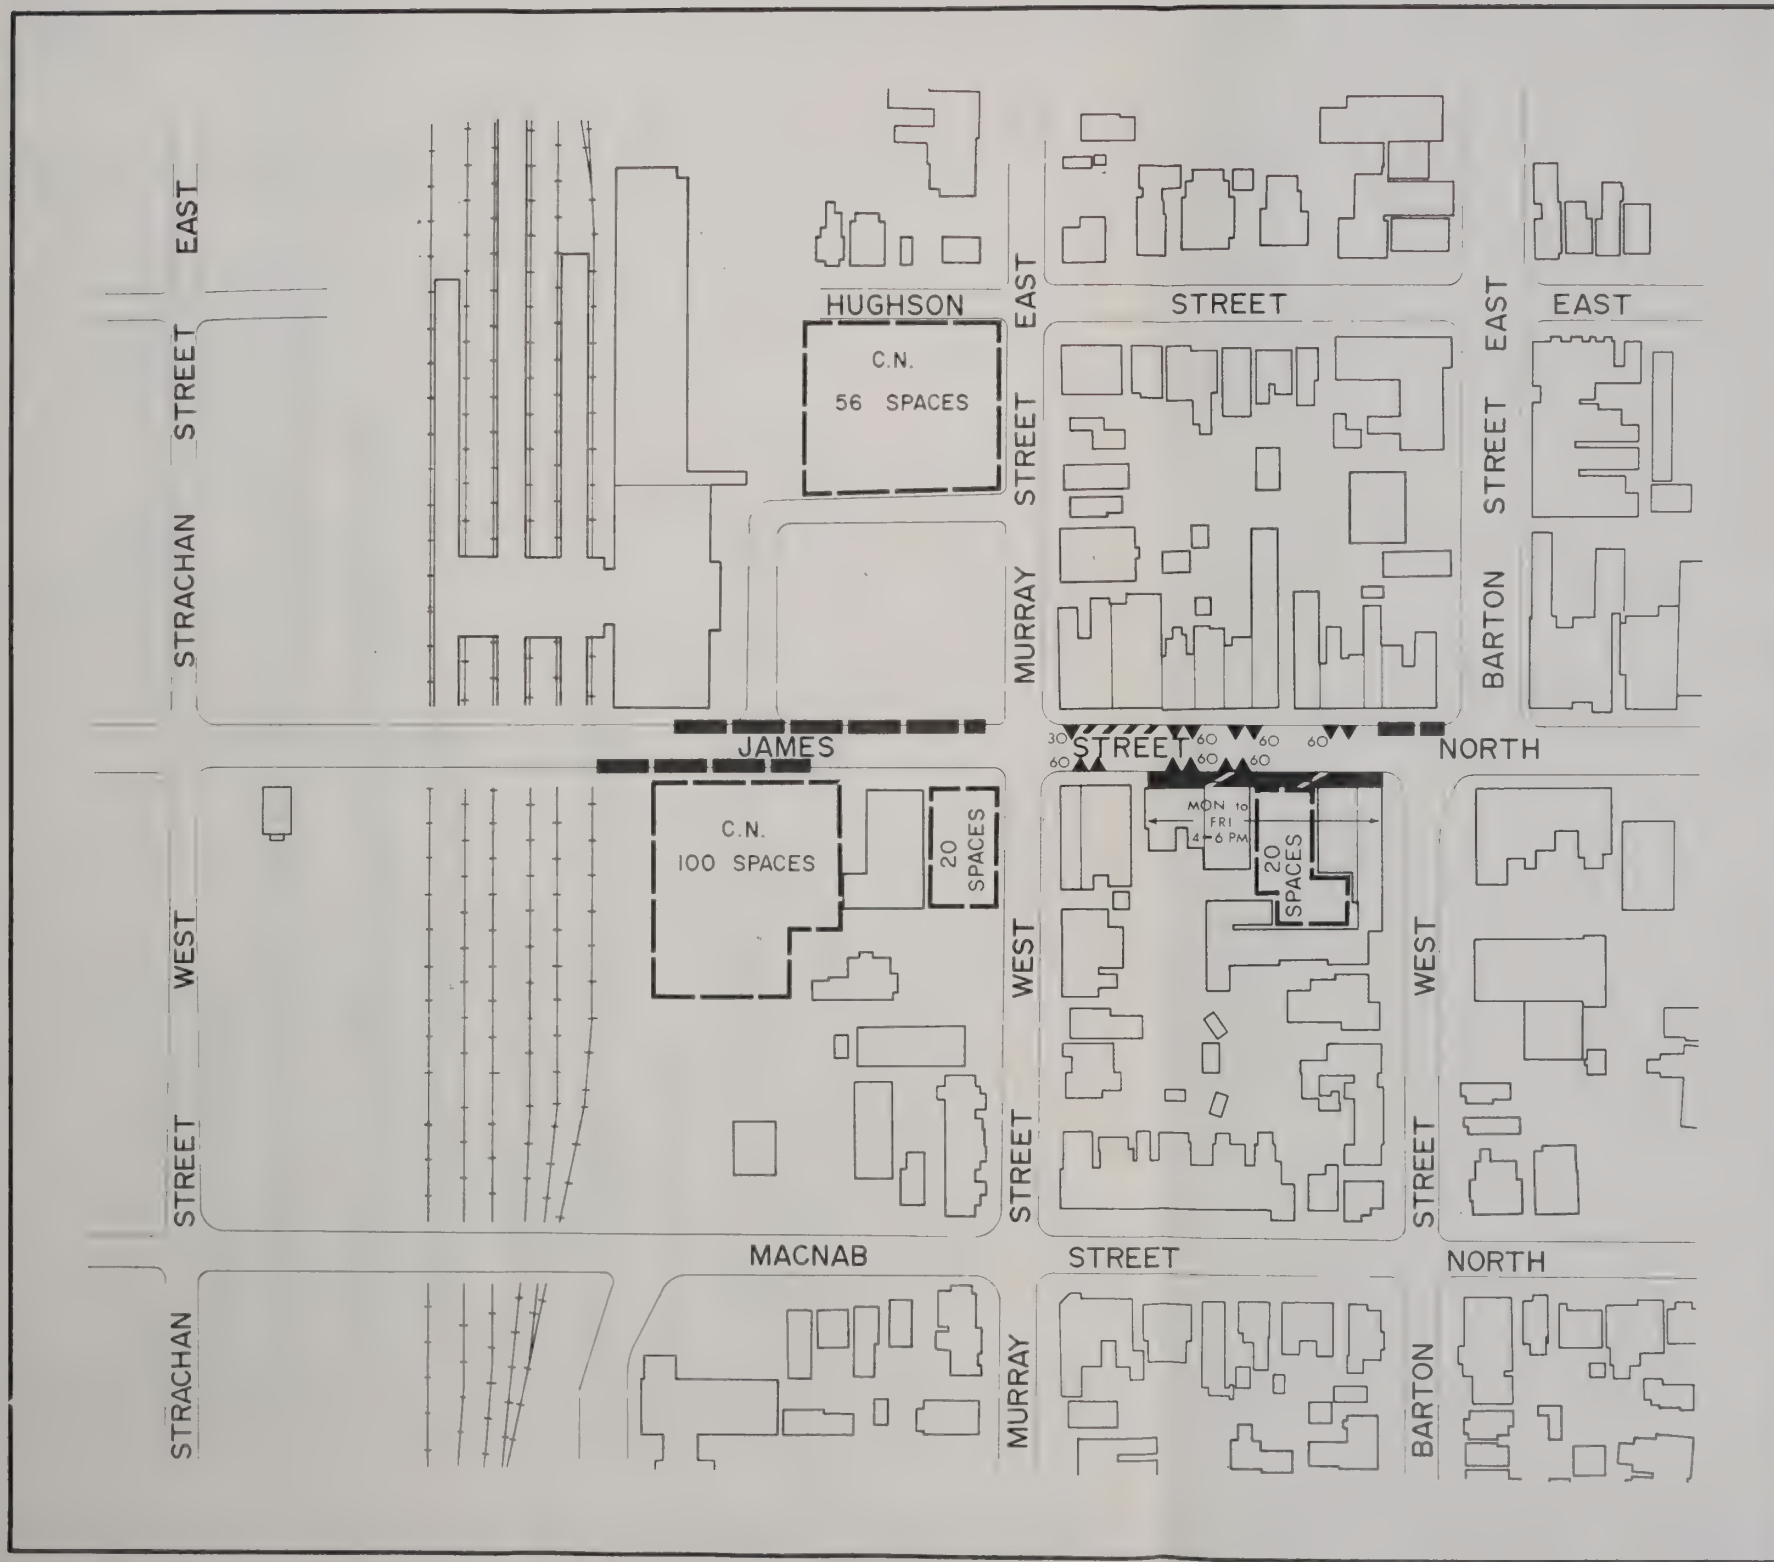 STRACHAN STREET EAST
HUGHSON STREET EAST
C.N.
56 SPACES
MURRAY STREET EAST
BARTON STREET EAST
JAMES STREET NORTH
30 60 60 60
60 60 60
C.N.
100 SPACES
20
SPACES
MON to
FRI
4-6 PM
20
SPACES
STRACHAN STREET WEST
MURRAY STREET WEST
BARTON STREET WEST
MACNAB STREET NORTH